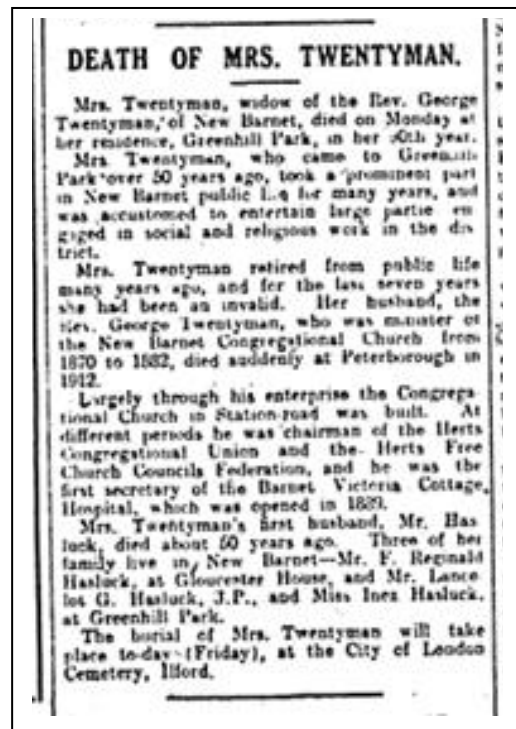 DEATH OF MRS. TWENTYMAN.
Mrs. Twentyman, widow of the Rev. George
Twentyman, of New Barnet, died on Monday at
her residence, Greenhill Park, in her year.
Mrs. Twentyman, who came to Greenhill
Park over 50 years ago, took a prominent part
in New Barnet public for many years, and
was accustomed to entertain large partie en
gaged in social and religious work in the dis
trict.
Mrs. Twentyman retired from public life
many years ago, and for the last seven years
she had been an invalid. Her husband, the
Rev. George Twentyman, who was minister of
the New Barnet Congregational Church from
1870 to 1882, died suddenly at Peterborough in
1912.
Largely through his enterprise the Congrega
tional Church in Station-road was built. At
different periods he was chairman of the Herts
Congregational Union and the Herts Free
Church Councils Federation, and he was the
first secretary of the Barnet Victoria Cottage
Hospital, which was opened in
Mrs. Twentyman's first husband, Mr. Has
luck, died about 50 years ago. Three of her
family live in New Barnet—Mr. F. Reginald
Hasluck, at Gloucester House, and Mr. Lance
lot G. Hasluck, J.P., and Miss Inez Hasluck,
at Greenhill Park.
The burial of Mrs. Twentyman will take
place to-day (Friday), at the City of London
Cemetery, Ilford.